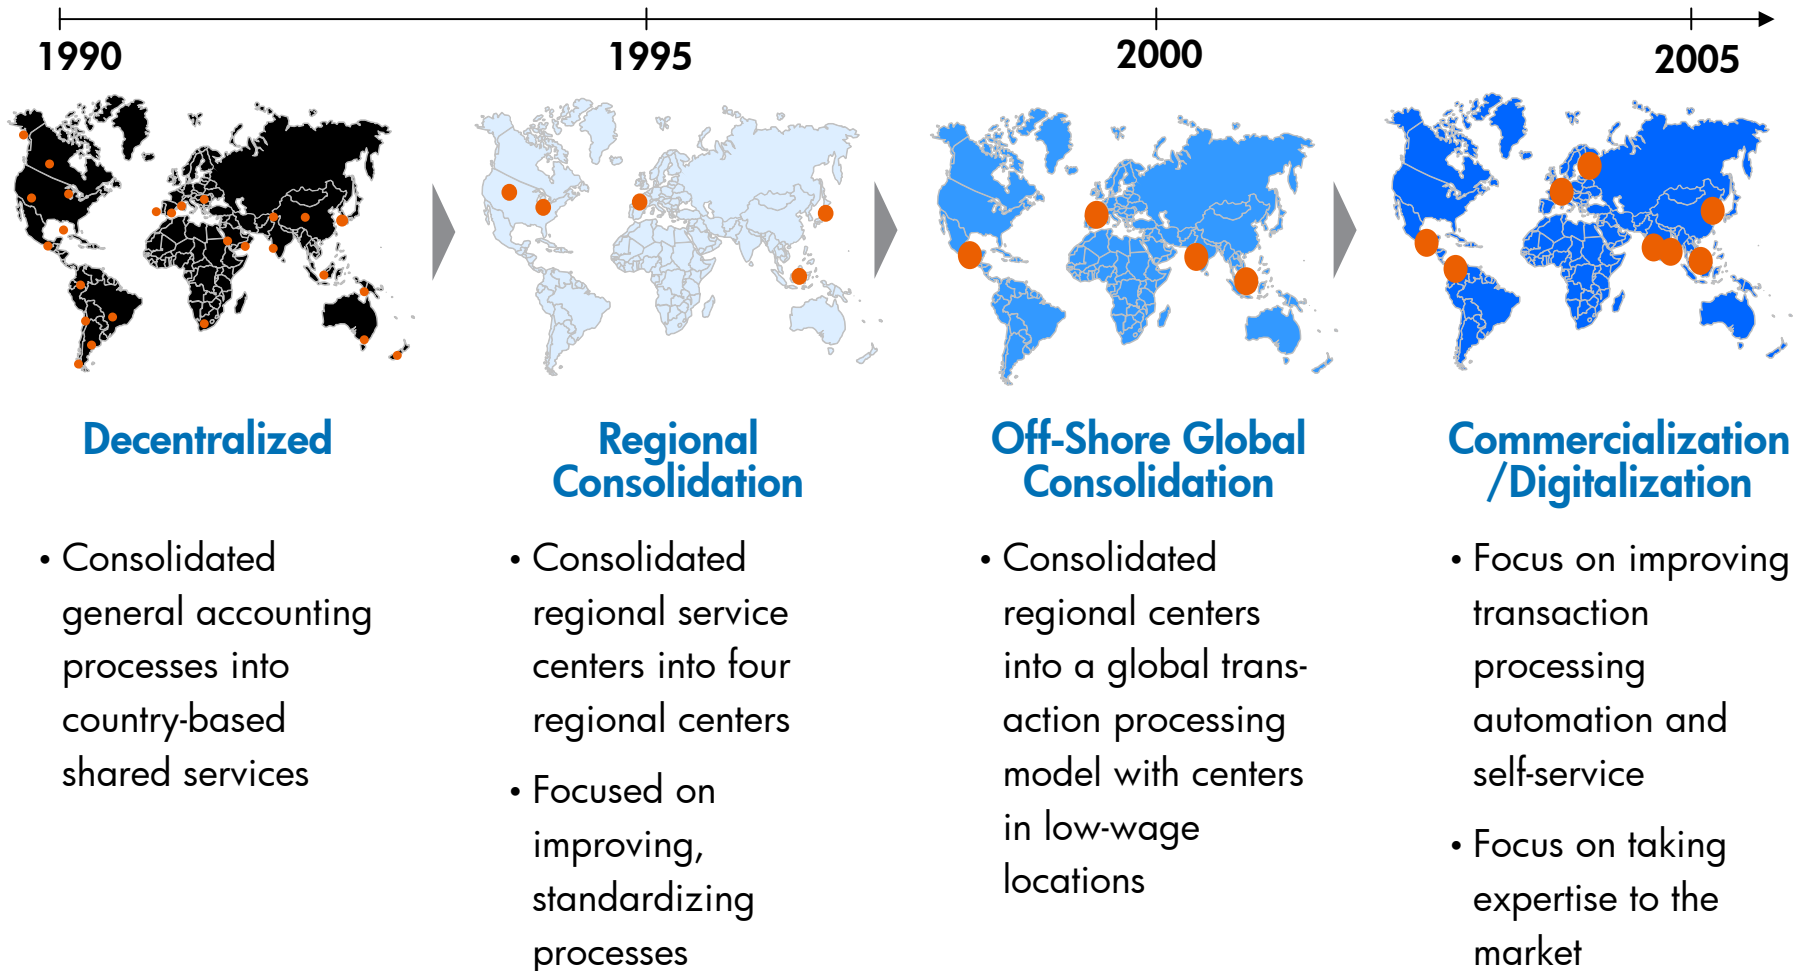 1990
1995
2000
2005
Decentralized
• Consolidated
general accounting
processes into
country-based
shared services
Regional
Consolidation
• Consolidated
regional service
centers into four
regional centers
• Focused on
improving,
standardizing
processes
Off-Shore Global
Consolidation
• Consolidated
regional centers
into a global trans-
action processing
model with centers
in low-wage
locations
Commercialization
/Digitalization
• Focus on improving
transaction
processing
automation and
self-service
• Focus on taking
expertise to the
market